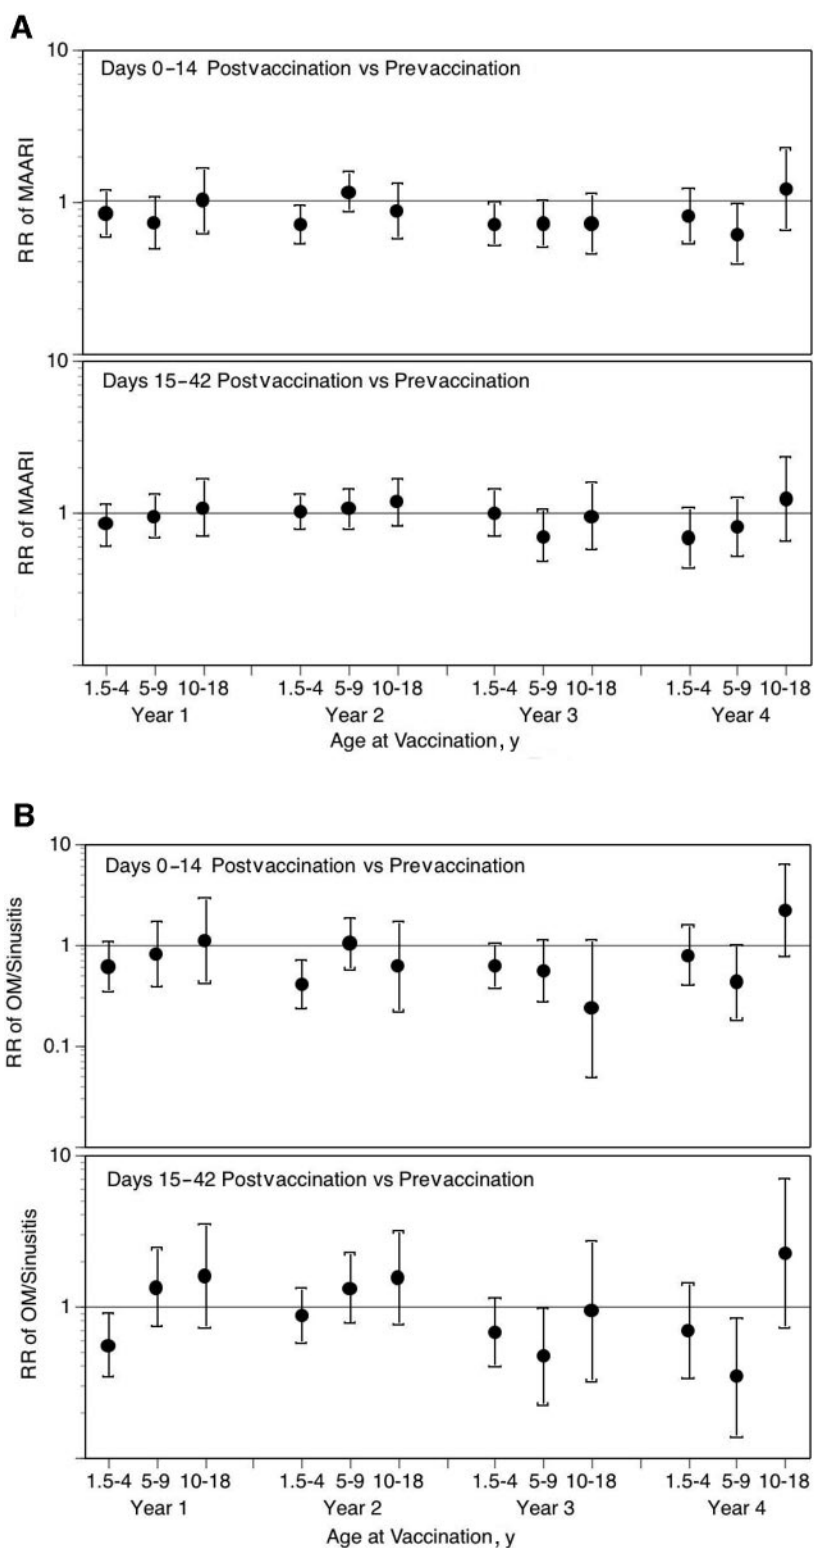 A
10
Days 0–14 Postvaccination vs Prevaccination
RR of MAARI
1
10
Days 15–42 Postvaccination vs Prevaccination
RR of MAARI
1
1.5-4 5-9 10-18 1.5-4 5-9 10-18 1.5-4 5-9 10-18 1.5-4 5-9 10-18
Year 1 Year 2 Year 3 Year 4
Age at Vaccination, y
B
10
Days 0–14 Postvaccination vs Prevaccination
RR of OM/Sinusitis
1
0.1
10
10
Days 15–42 Postvaccination vs Prevaccination
RR of OM/Sinusitis
1
1.5-4 5-9 10-18 1.5-4 5-9 10-18 1.5-4 5-9 10-18 1.5-4 5-9 10-18
Year 1 Year 2 Year 3 Year 4
Age at Vaccination, y